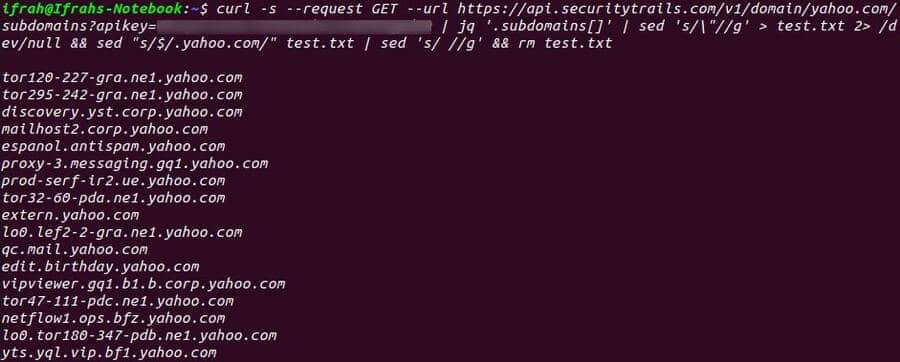 ifrah@Ifrahs-Notebook:~$ curl -s --request GET --url https://api.securitytrails.com/v1/domain/yahoo.com/
subdomains?apikey= | jq '.subdomains[]' | sed 's/\"//g' > test.txt 2> /d
ev/null && sed "s/$/.yahoo.com/" test.txt | sed 's/ //g' && rm test.txt
tor120-227-gra.ne1.yahoo.com
tor295-242-gra.ne1.yahoo.com
discovery.yst.corp.yahoo.com
mailhost2.corp.yahoo.com
espanol.antispam.yahoo.com
proxy-3.messaging.gq1.yahoo.com
prod-serf-ir2.ue.yahoo.com
tor32-60-pda.ne1.yahoo.com
extern.yahoo.com
lo0.lef2-2-gra.ne1.yahoo.com
qc.mail.yahoo.com
edit.birthday.yahoo.com
vipviewer.gq1.b1.b.corp.yahoo.com
tor47-111-pdc.ne1.yahoo.com
netflow1.ops.bfz.yahoo.com
lo0.tor180-347-pdb.ne1.yahoo.com
yts.yql.vip.bf1.yahoo.com